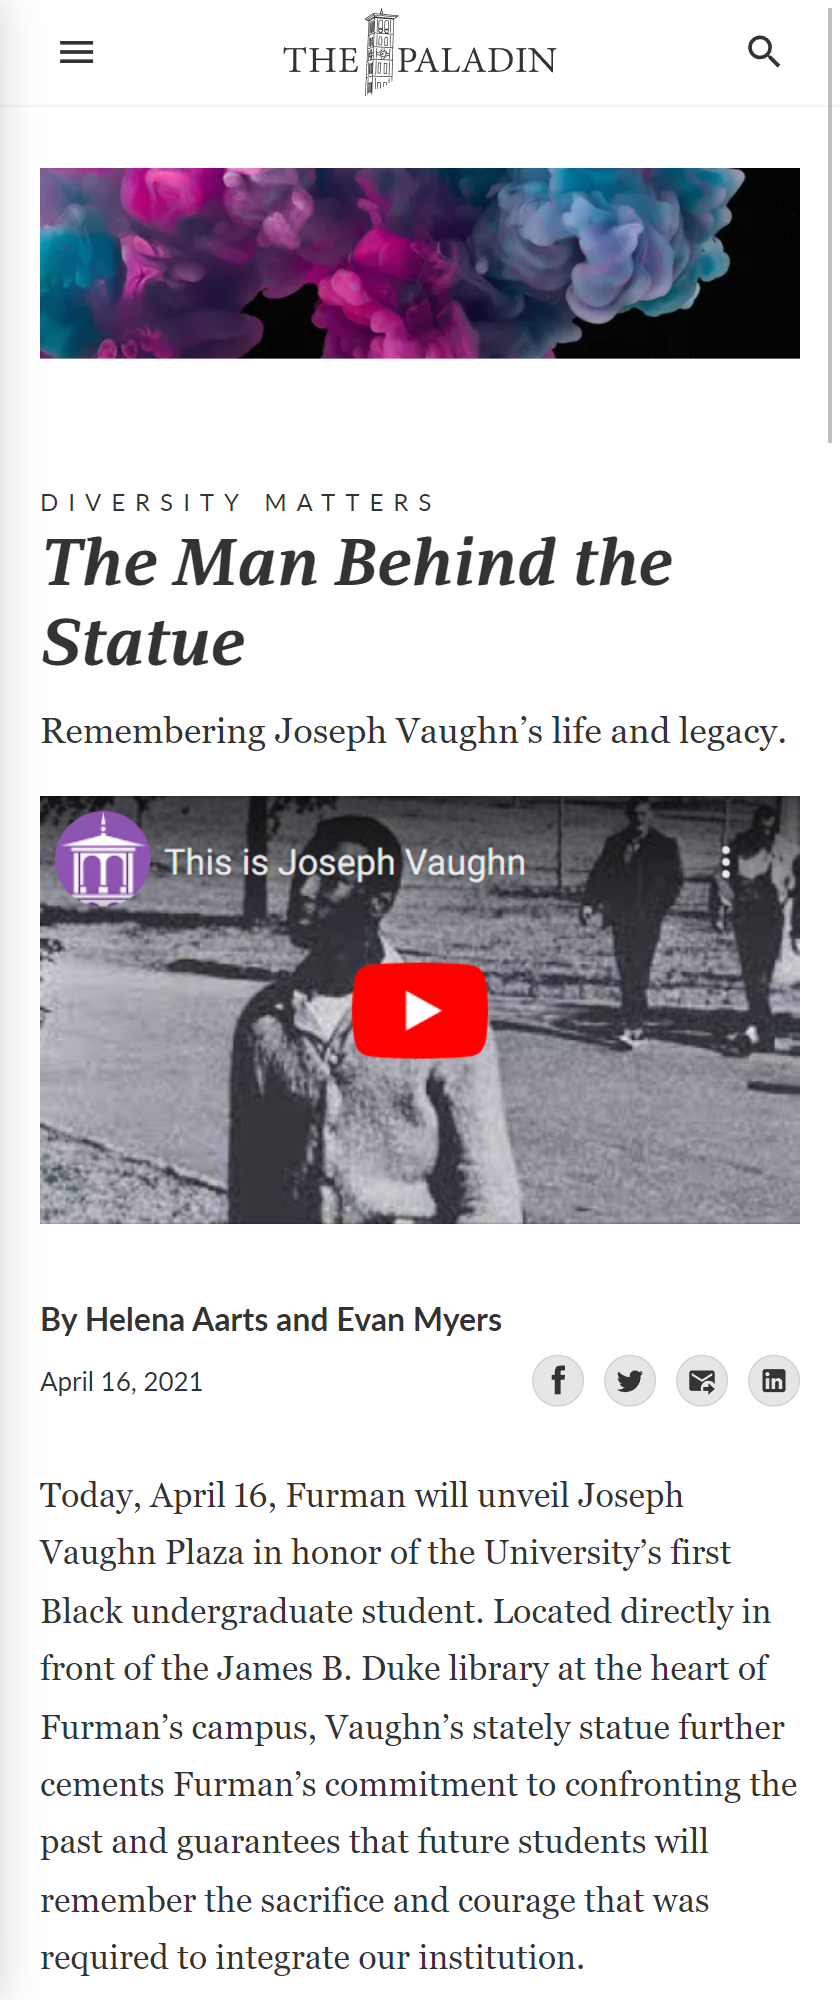 THE PALADIN
DIVERSITY MATTERS
The Man Behind the
Statue
Remembering Joseph Vaughn’s life and legacy.
This is Joseph Vaughn
By Helena Aarts and Evan Myers
April 16, 2021
Today, April 16, Furman will unveil Joseph
Vaughn Plaza in honor of the University’s first
Black undergraduate student. Located directly in
front of the James B. Duke library at the heart of
Furman’s campus, Vaughn’s stately statue further
cements Furman’s commitment to confronting the
past and guarantees that future students will
remember the sacrifice and courage that was
required to integrate our institution.